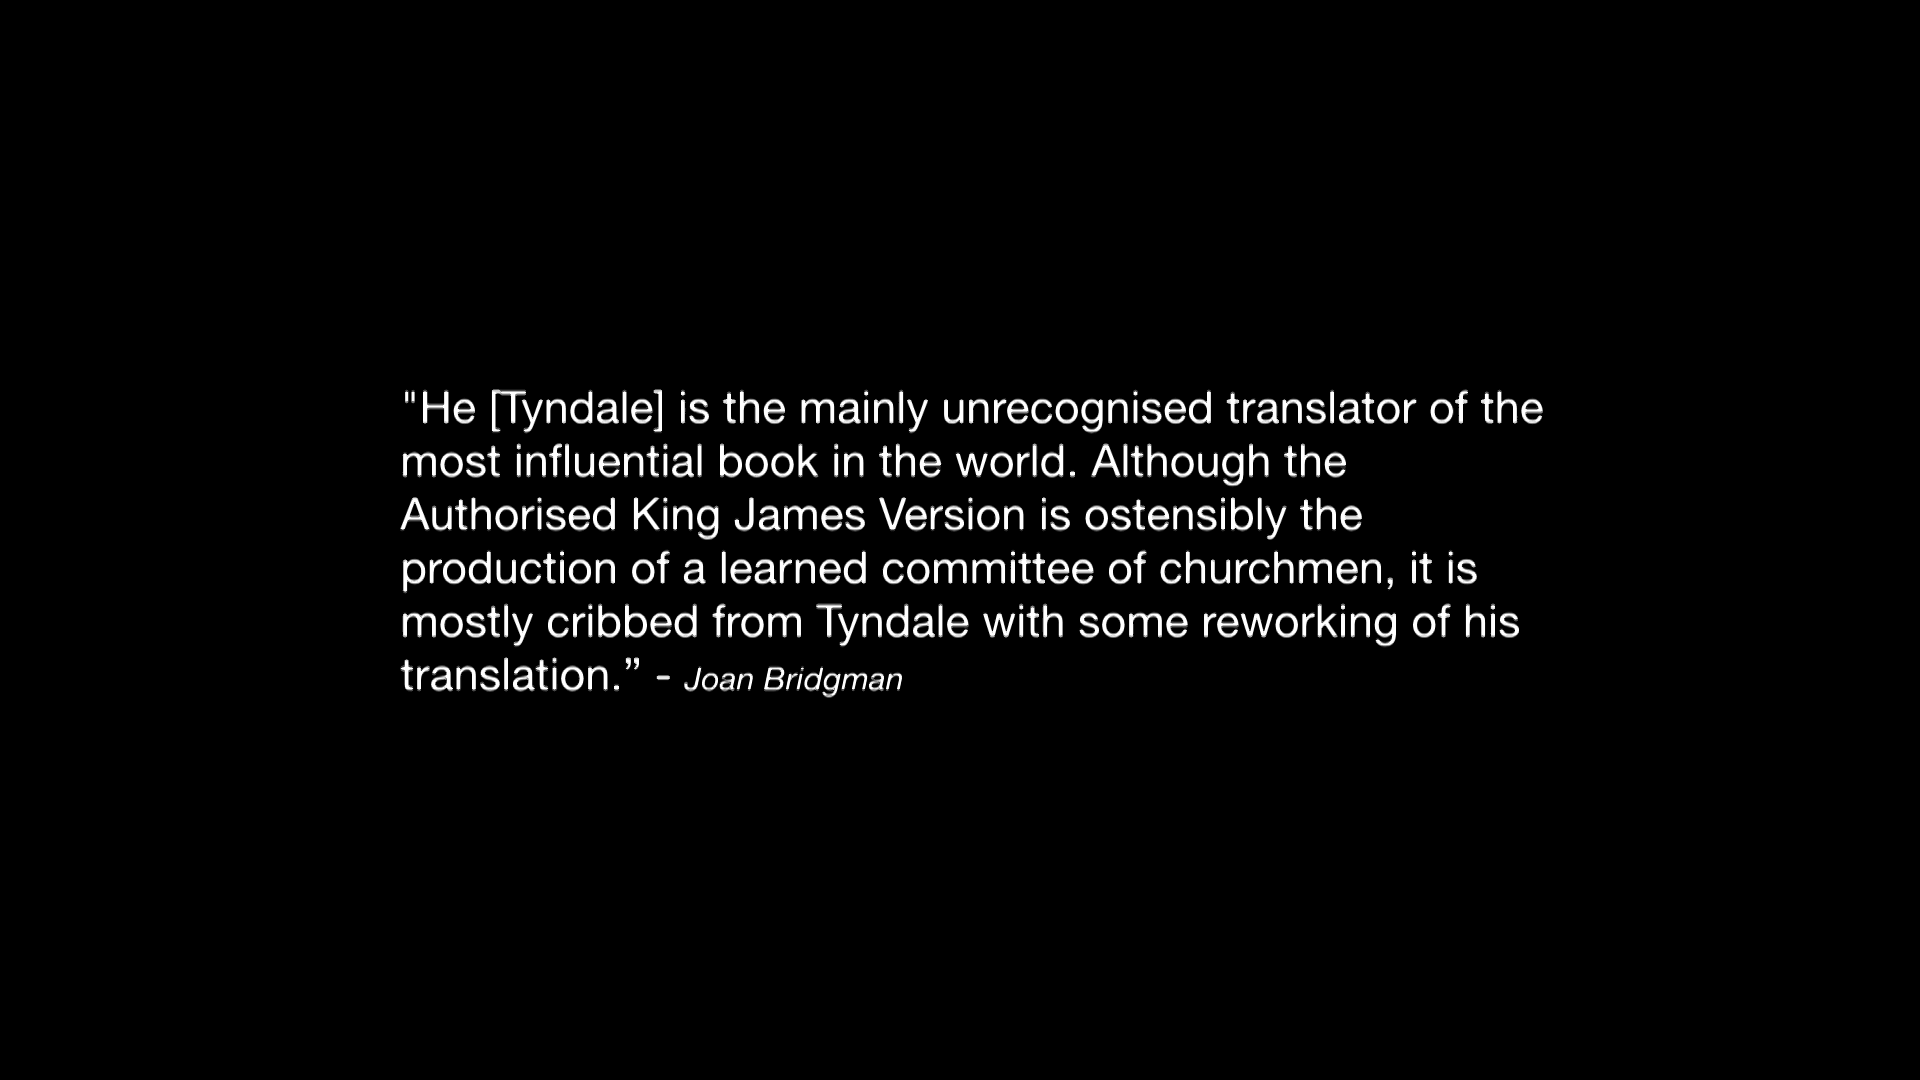 "He [Tyndale] is the mainly unrecognised translator of the
most influential book in the world. Although the
Authorised King James Version is ostensibly the
production of a learned committee of churchmen, it is
mostly cribbed from Tyndale with some reworking of his
translation.” - Joan Bridgman